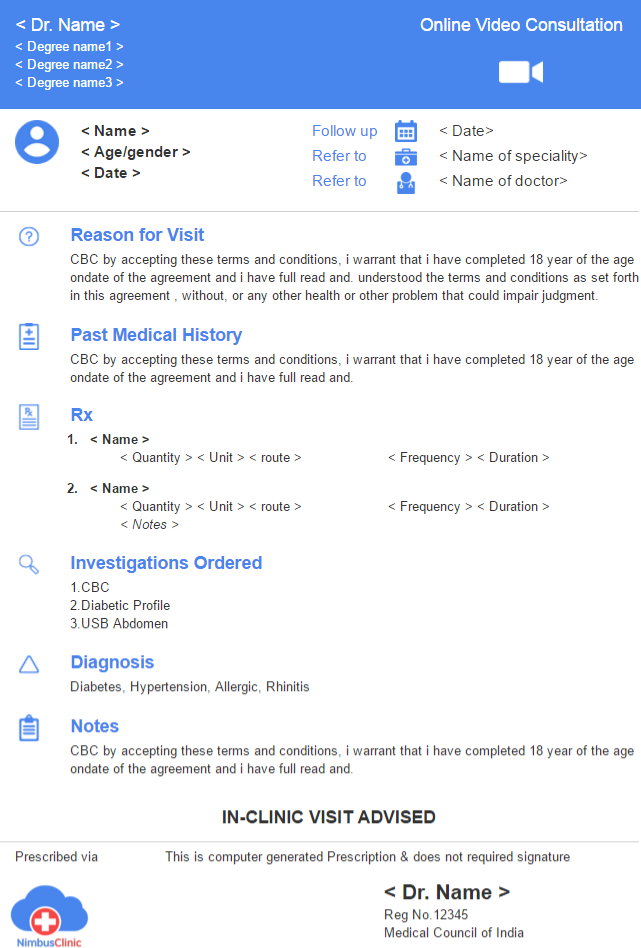 < Dr. Name >
Online Video Consultation
< Degree name1 >
< Degree name2 >
< Degree name3 >
< Name >
< Age/gender >
< Date >
Follow up < Date>
Refer to < Name of speciality>
Refer to < Name of doctor>
Reason for Visit
CBC by accepting these terms and conditions, i warrant that i have completed 18 year of the age
ondate of the agreement and i have full read and. understood the terms and conditions as set forth
in this agreement , without, or any other health or other problem that could impair judgment.
Past Medical History
CBC by accepting these terms and conditions, i warrant that i have completed 18 year of the age
ondate of the agreement and i have full read and.
Rx
Rx
1. < Name >
< Quantity > < Unit > < route > < Frequency > < Duration >
2. < Name >
< Quantity > < Unit > < route > < Frequency > < Duration >
< Notes >
Investigations Ordered
1.CBC
2.Diabetic Profile
3.USB Abdomen
Diagnosis
Diabetes, Hypertension, Allergic, Rhinitis
Notes
CBC by accepting these terms and conditions, i warrant that i have completed 18 year of the age
ondate of the agreement and i have full read and.
IN-CLINIC VISIT ADVISED
Prescribed via This is computer generated Prescription & does not required signature
< Dr. Name >
Reg No.12345
Medical Council of India
NimbusClinic